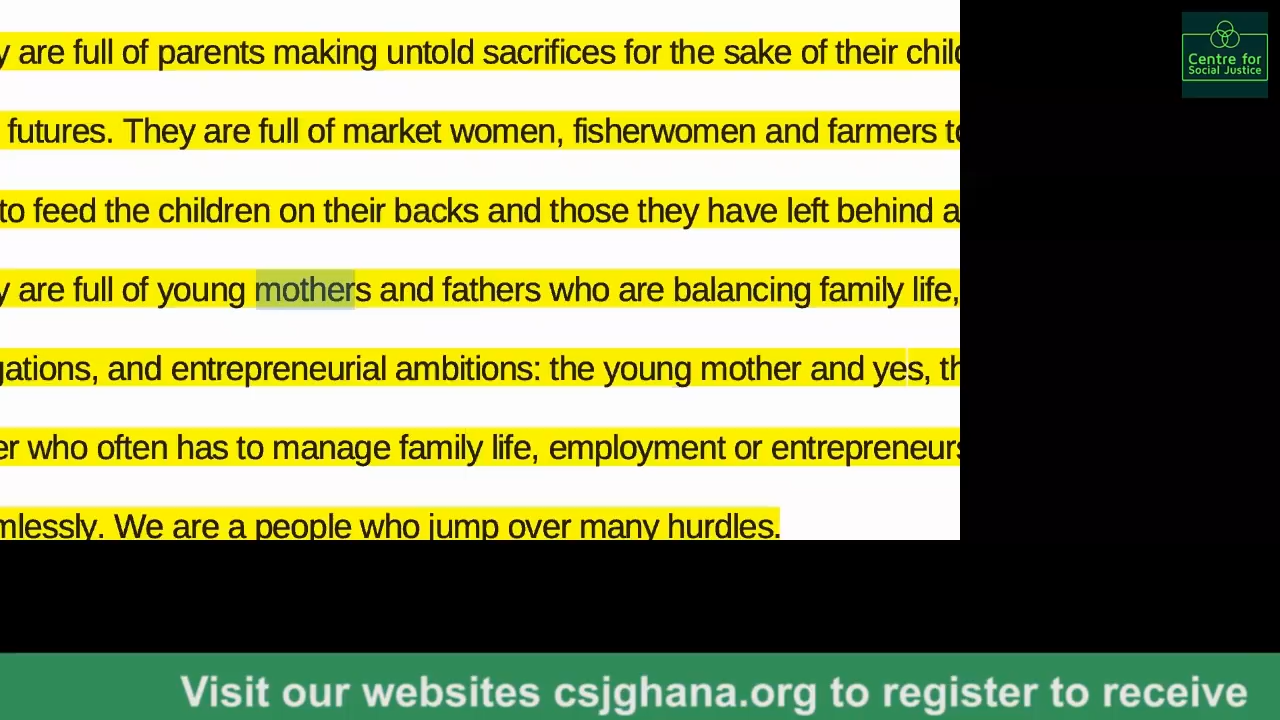 y are full of parents making untold sacrifices for the sake of their child
futures. They are full of market women, fisherwomen and farmers to
to feed the children on their backs and those they have left behind a
y are full of young mothers and fathers who are balancing family life,
gations, and entrepreneurial ambitions: the young mother and yes, th
er who often has to manage family life, employment or entrepreneurs
mlessly. We are a people who jump over many hurdles.
Centre for
Social Justice
Visit our websites csjghana.org to register to receive